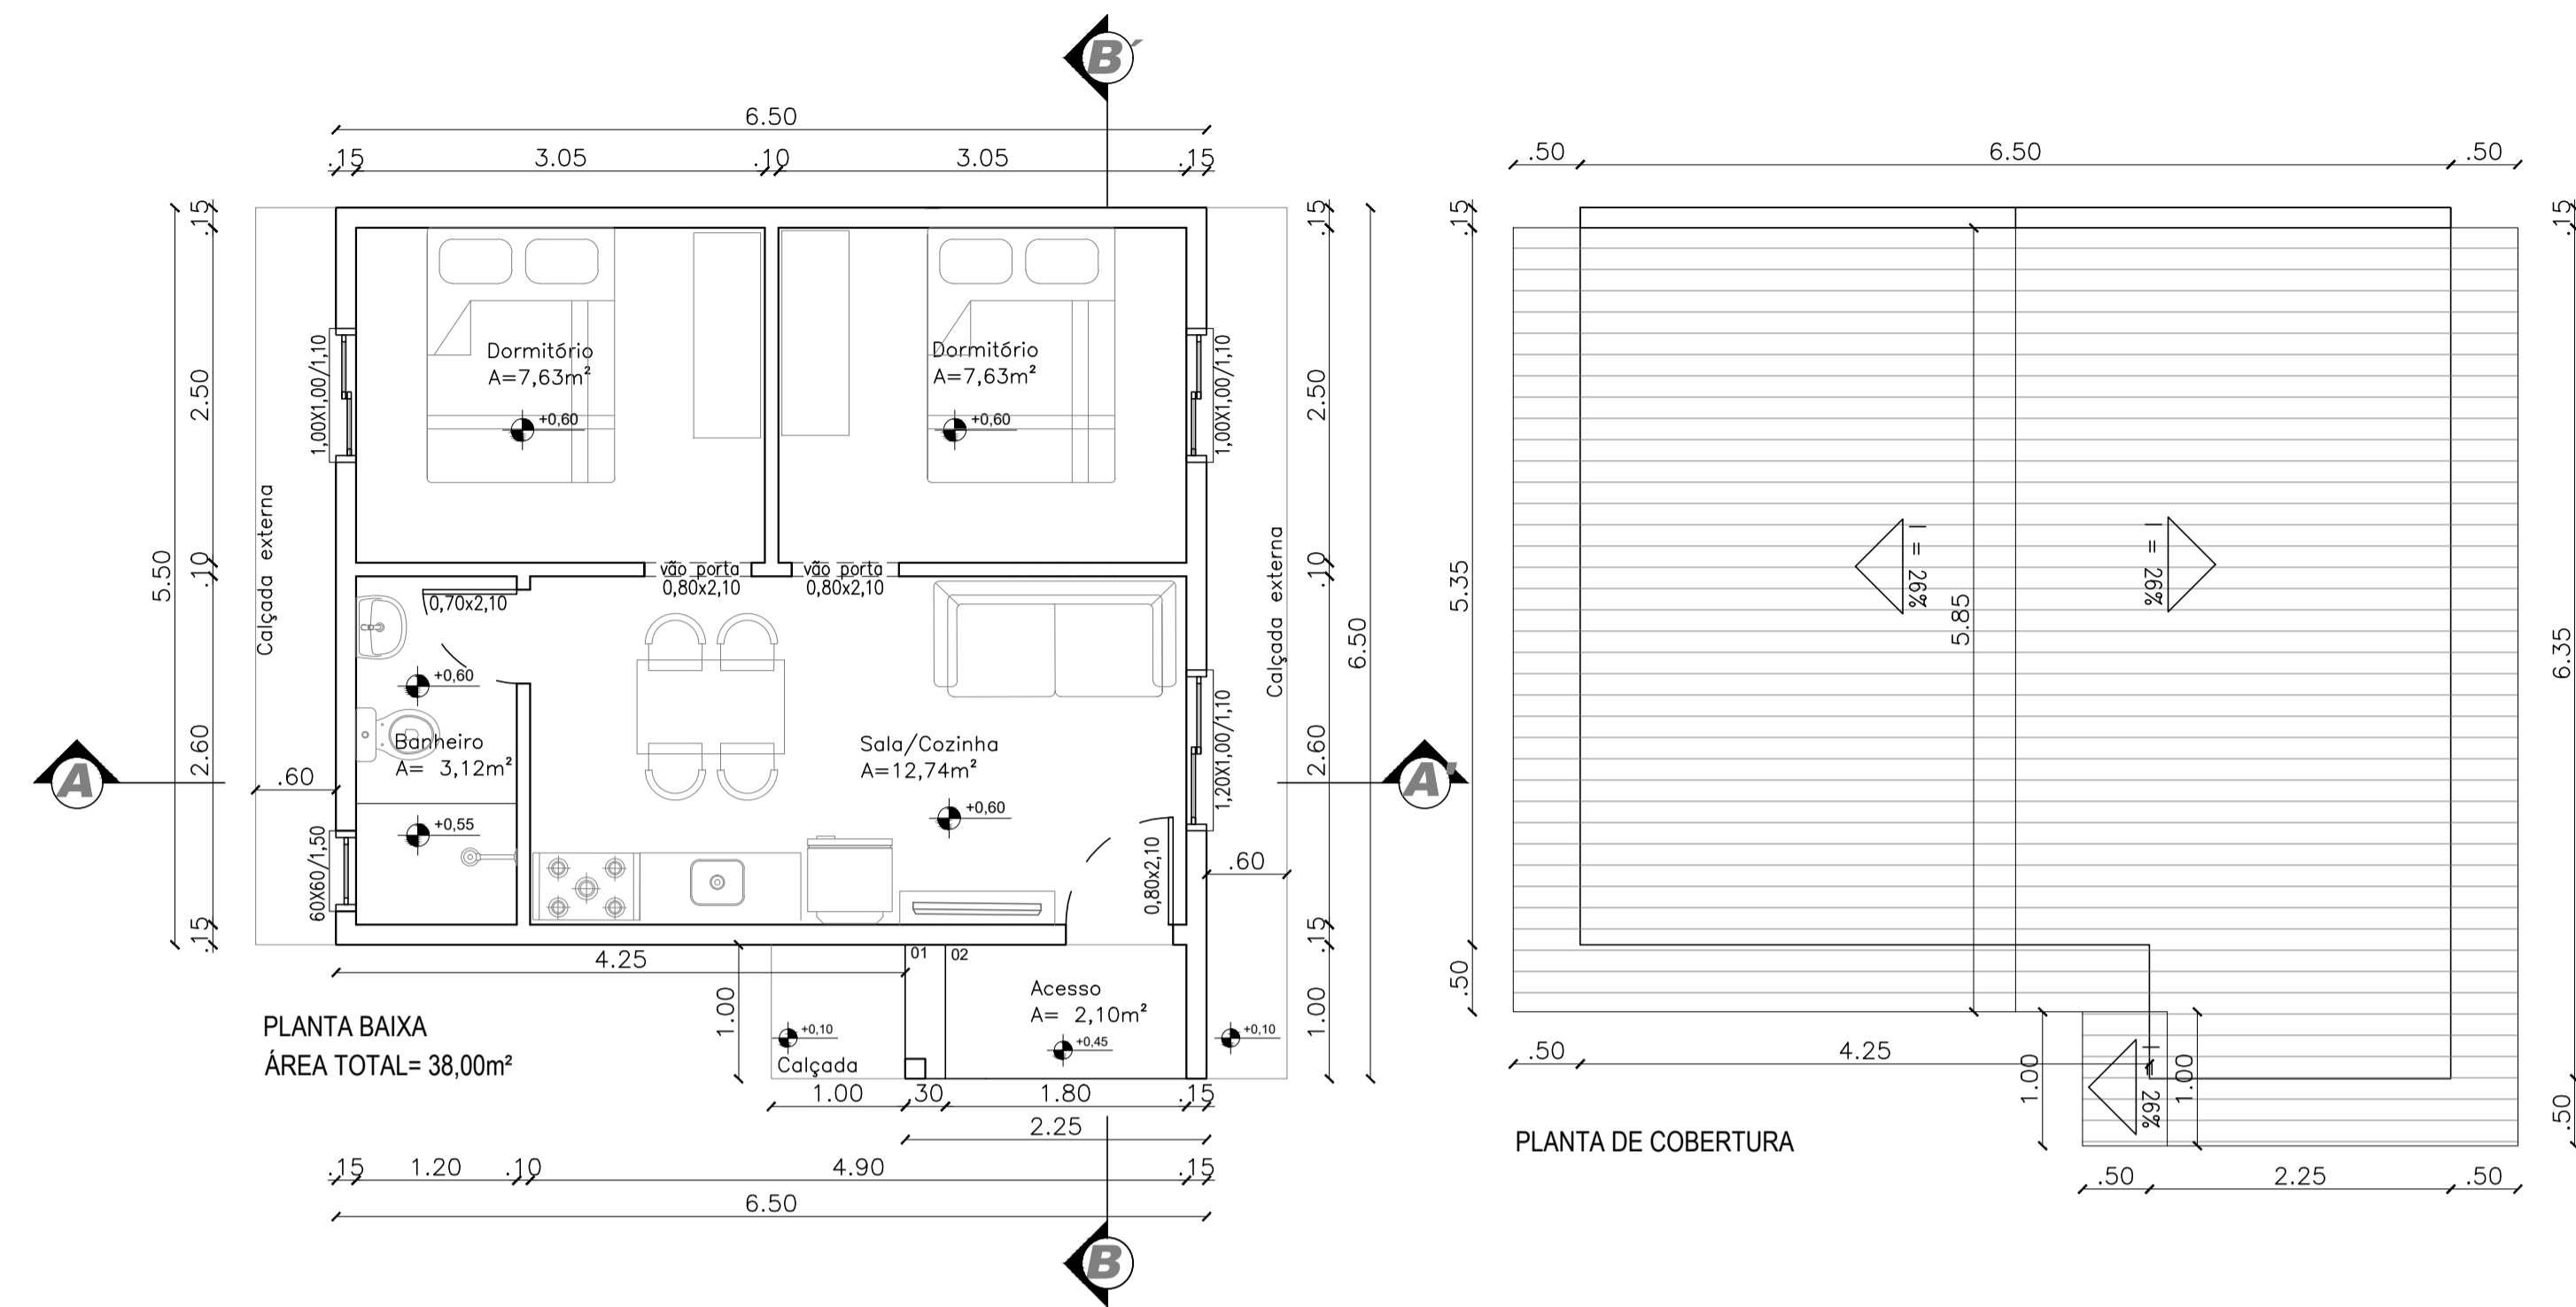 B´
6.50
.15 3.05 .10 3.05 .15
.15
2.50
.10
2.60
.15
5.50
Calçada externa
.60
1,00X1,00/1,10
60X60/1,50
Dormitório
A=7,63m²
+0,60
Dormitório
A=7,63m²
+0,60
1,00X1,00/1,10
vão porta
0,80x2,10
vão porta
0,80x2,10
0,70x2,10
+0,60
Banheiro
A= 3,12m²
+0,55
Sala/Cozinha
A=12,74m²
+0,60
1,20X1,00/1,10
0,80x2,10
Calçada externa
.60
.15
2.50
.10
2.60
.15
1.00
6.50
A
A'
4.25
1.00
01 02
Acesso
A= 2,10m²
+0,45
+0,10
Calçada
+0,10
1.00 .30 1.80 .15
2.25
.15 1.20 .10 4.90 .15
6.50
B
PLANTA BAIXA
ÁREA TOTAL= 38,00m²
.50 6.50 .50
.15
5.35
.50
I = 26%
I = 26%
5.85
.15
6.35
.50
.50 4.25
1.00
I = 26%
1.00
.50 2.25 .50
PLANTA DE COBERTURA